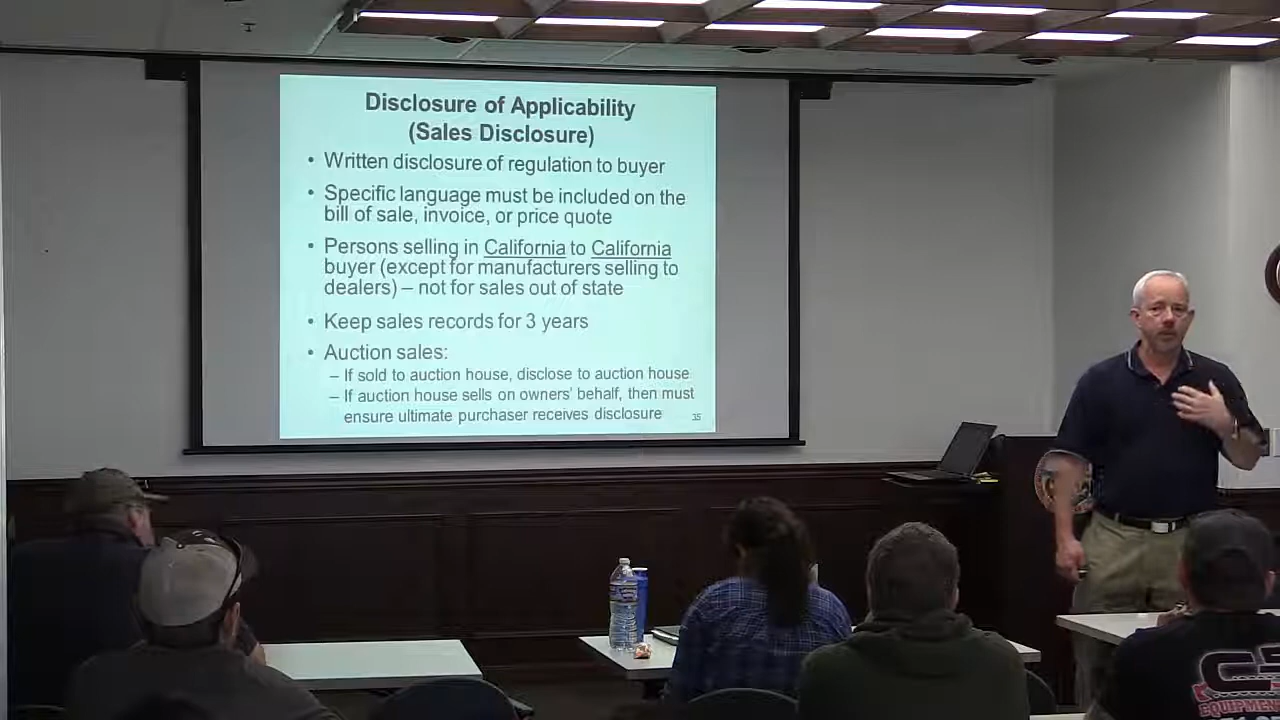 Disclosure of Applicability
(Sales Disclosure)
• Written disclosure of regulation to buyer
• Specific language must be included on the
bill of sale, invoice, or price quote
• Persons selling in California to California
buyer (except for manufacturers selling to
dealers) – not for sales out of state
• Keep sales records for 3 years
• Auction sales:
– If sold to auction house, disclose to auction house
– If auction house sells on owners' behalf, then must
ensure ultimate purchaser receives disclosure
35